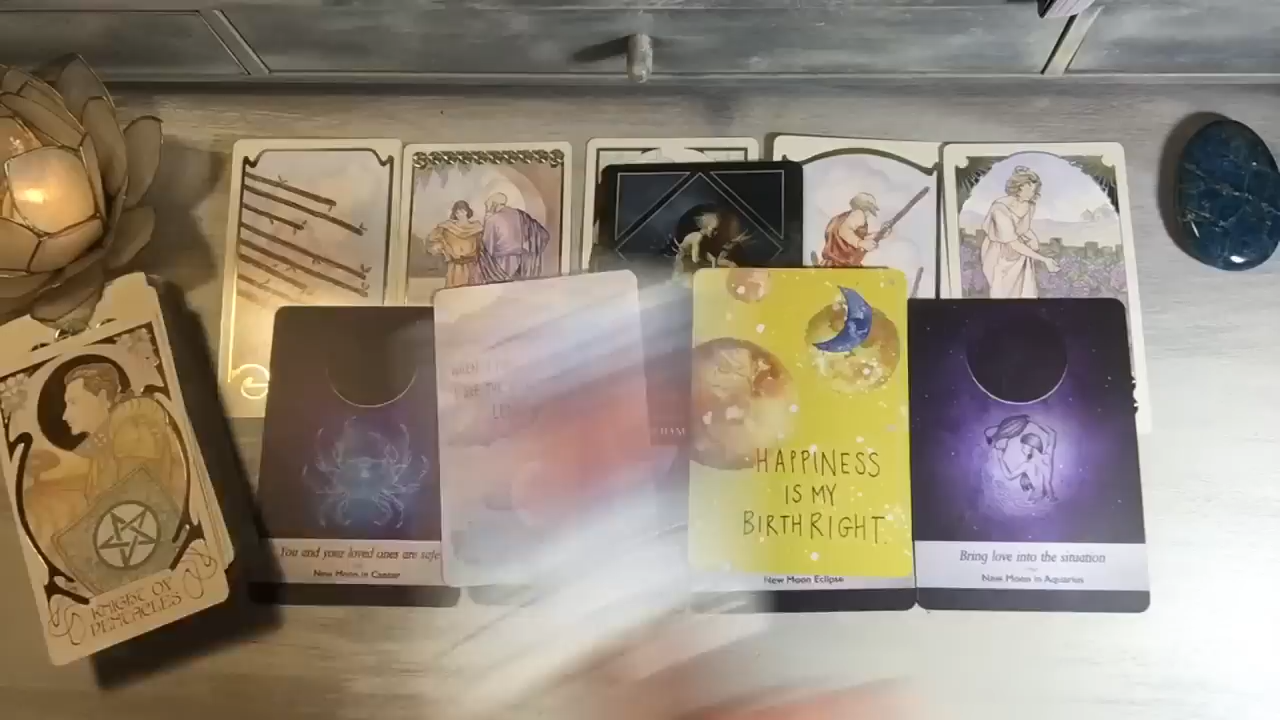 HAPPINESS
IS MY
BIRTHRIGHT.
You and your loved ones are safe
New Moon in Cancer
New Moon Eclipse
Bring love into the situation
New Moon in Aquarius
KNIGHT OF
PENTACLES